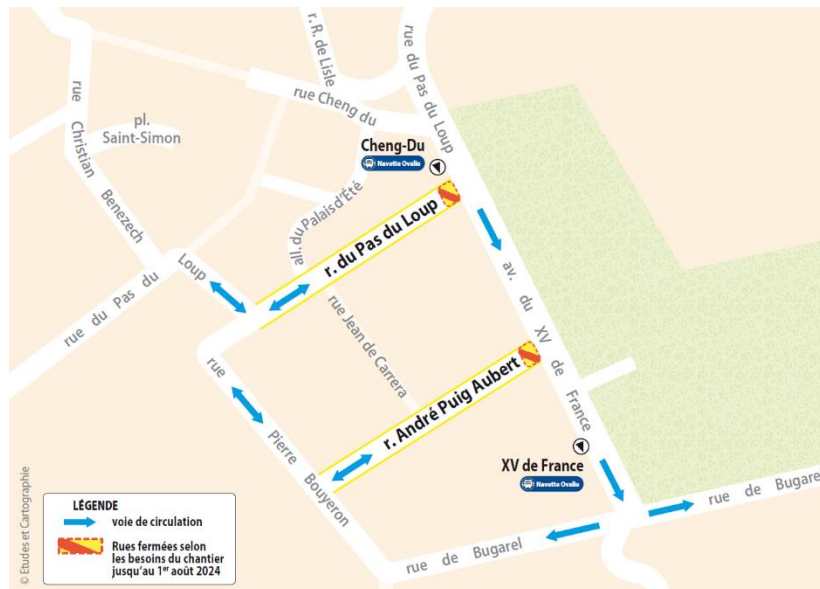 r. R. de Lisle
rue du Pas du Loup
rue Cheng du
rue Christian Benezech
pl.
Saint-Simon
Cheng-Du
Navette Ovalie
all. du Palais d'Été
r. du Pas du Loup
av. du XV de France
rue du Pas du Loup
rue Jean de Carrera
r. André Puig Aubert
rue Pierre Bouyeron
XV de France
Navette Ovalie
rue de Bugarel
rue de Bugarel
LÉGENDE
voie de circulation
Rues fermées selon
les besoins du chantier
jusqu'au 1er août 2024
© Etudes et Cartographie